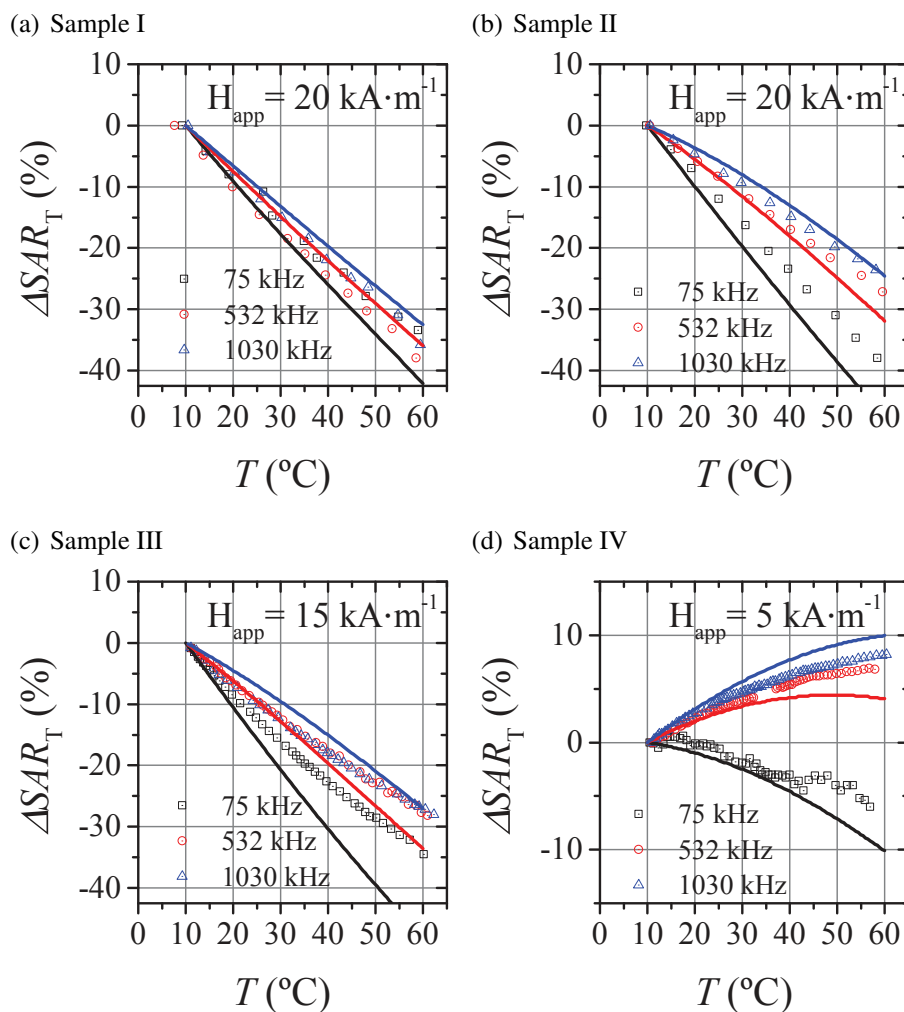 (a) Sample I
H_app = 20 kA·m⁻¹
ΔSAR_T (%)
10
0
-10
-20
-30
-40
75 kHz
532 kHz
1030 kHz
0 10 20 30 40 50 60
T (ºC)
(b) Sample II
H_app = 20 kA·m⁻¹
ΔSAR_T (%)
10
0
-10
-20
-30
-40
75 kHz
532 kHz
1030 kHz
0 10 20 30 40 50 60
T (ºC)
(c) Sample III
H_app = 15 kA·m⁻¹
ΔSAR_T (%)
10
0
-10
-20
-30
-40
75 kHz
532 kHz
1030 kHz
0 10 20 30 40 50 60
T (ºC)
(d) Sample IV
H_app = 5 kA·m⁻¹
ΔSAR_T (%)
10
0
-10
75 kHz
532 kHz
1030 kHz
0 10 20 30 40 50 60
T (ºC)